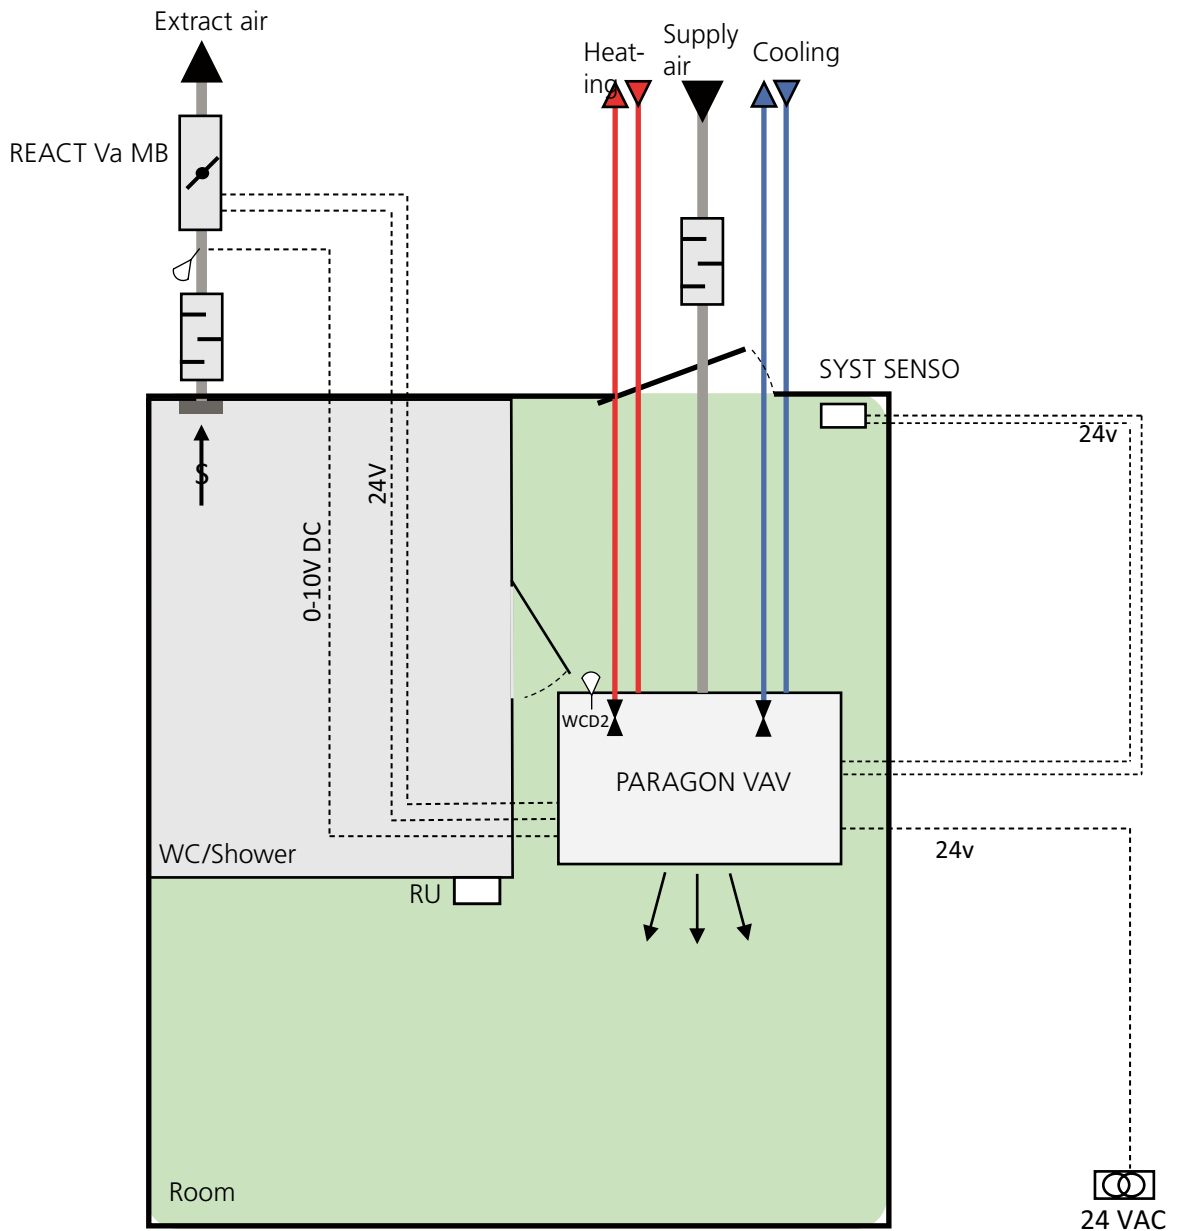 Extract air
Heat-
ing
Supply
air
Cooling
REACT Va MB
SYST SENSO
24v
S
24V
0-10V DC
WCD2
PARAGON VAV
WC/Shower
24v
RU
Room
24 VAC